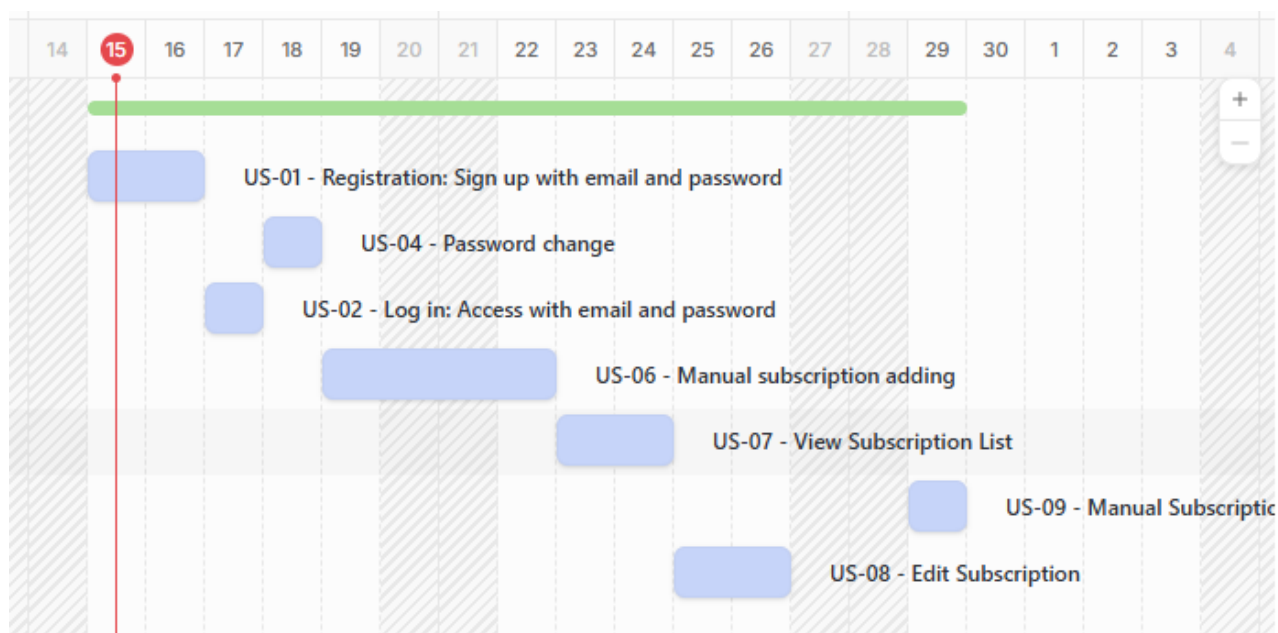 14 15 16 17 18 19 20 21 22 23 24 25 26 27 28 29 30 1 2 3 4
+
−
US-01 - Registration: Sign up with email and password
US-04 - Password change
US-02 - Log in: Access with email and password
US-06 - Manual subscription adding
US-07 - View Subscription List
US-09 - Manual
US-08 - Edit Subscription